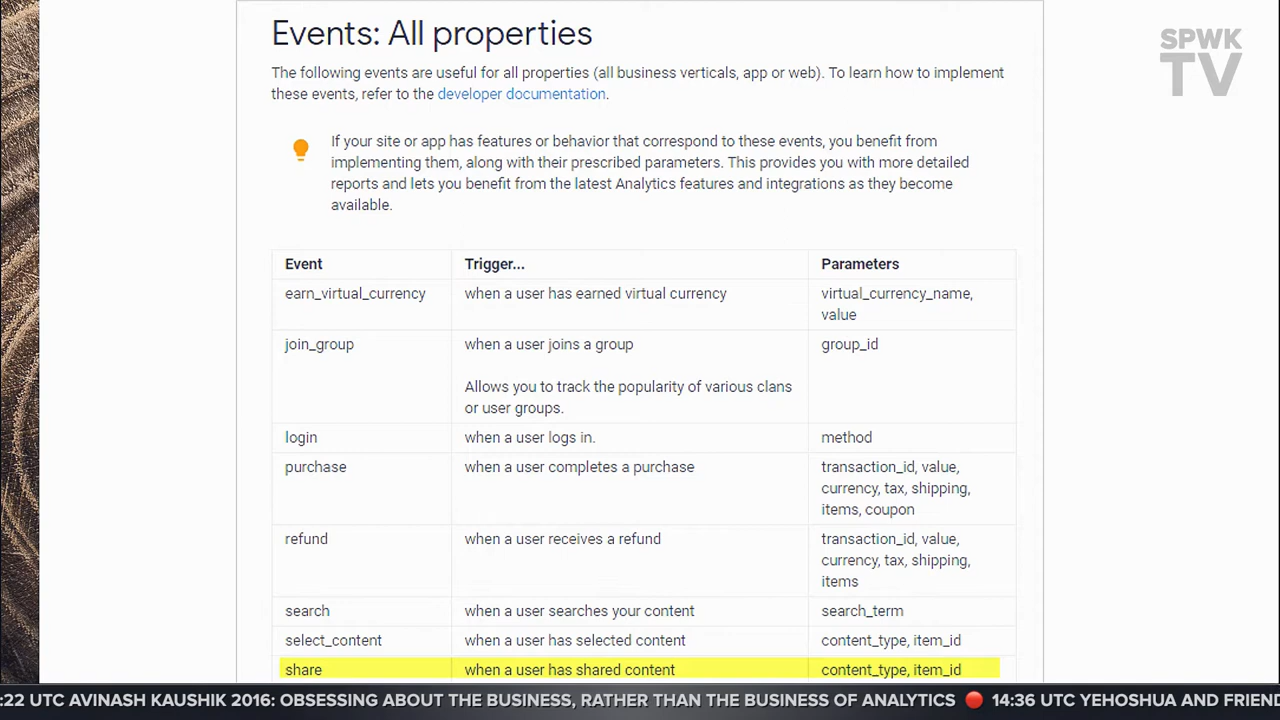 Events: All properties
SPWK
TV
The following events are useful for all properties (all business verticals, app or web). To learn how to implement
these events, refer to the developer documentation.
If your site or app has features or behavior that correspond to these events, you benefit from
implementing them, along with their prescribed parameters. This provides you with more detailed
reports and lets you benefit from the latest Analytics features and integrations as they become
available.
Event Trigger... Parameters
earn_virtual_currency when a user has earned virtual currency virtual_currency_name,
value
join_group when a user joins a group group_id
Allows you to track the popularity of various clans
or user groups.
login when a user logs in. method
purchase when a user completes a purchase transaction_id, value,
currency, tax, shipping,
items, coupon
refund when a user receives a refund transaction_id, value,
currency, tax, shipping,
items
search when a user searches your content search_term
select_content when a user has selected content content_type, item_id
share when a user has shared content content_type, item_id
:22 UTC AVINASH KAUSHIK 2016: OBSESSING ABOUT THE BUSINESS, RATHER THAN THE BUSINESS OF ANALYTICS 14:36 UTC YEHOSHUA AND FRIEND